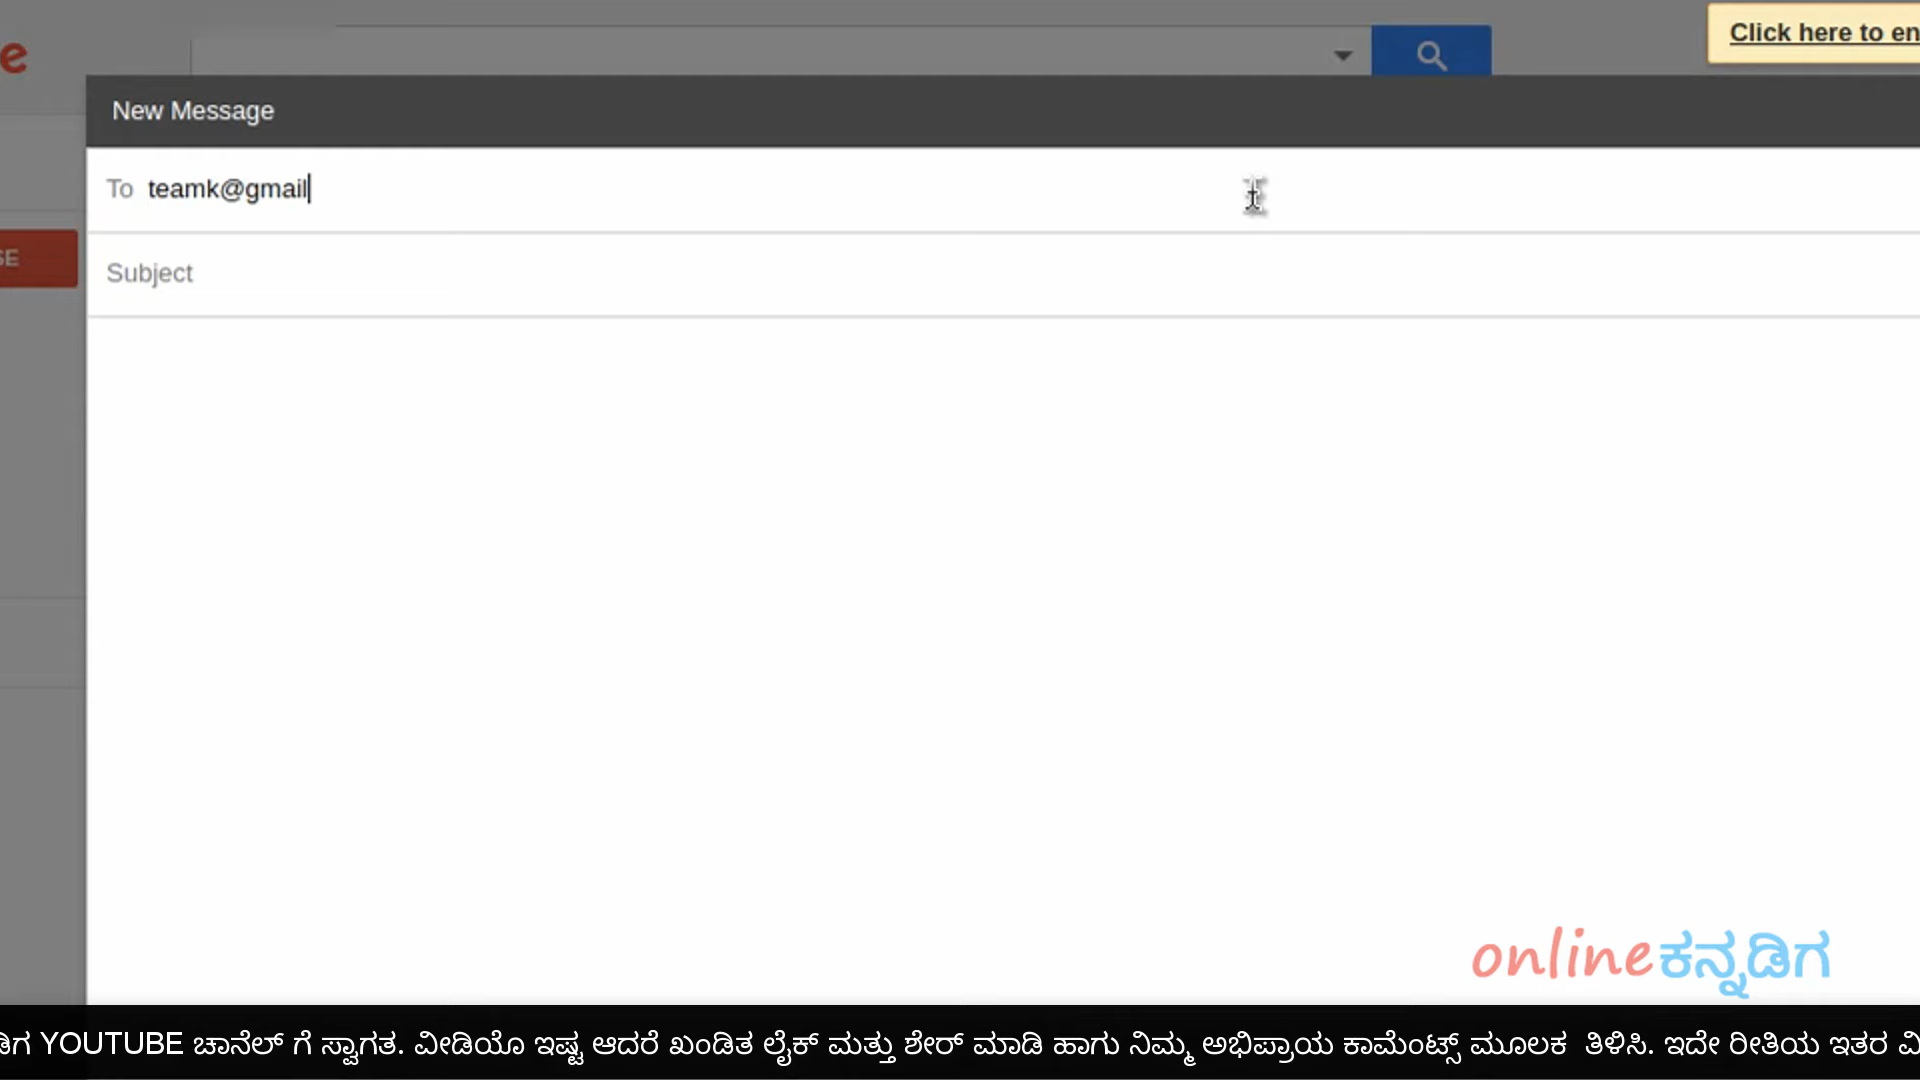 Click here to en
e
New Message
To teamk@gmail
SE
Subject
onlineಕನ್ನಡಿಗ
ಡಿಗ YOUTUBE ಚಾನೆಲ್ ಗೆ ಸ್ವಾಗತ. ವೀಡಿಯೊ ಇಷ್ಟ ಆದರೆ ಖಂಡಿತ ಲೈಕ್ ಮತ್ತು ಶೇರ್ ಮಾಡಿ ಹಾಗು ನಿಮ್ಮ ಅಭಿಪ್ರಾಯ ಕಾಮೆಂಟ್ಸ್ ಮೂಲಕ ತಿಳಿಸಿ. ಇದೇ ರೀತಿಯ ಇತರ ವಿ